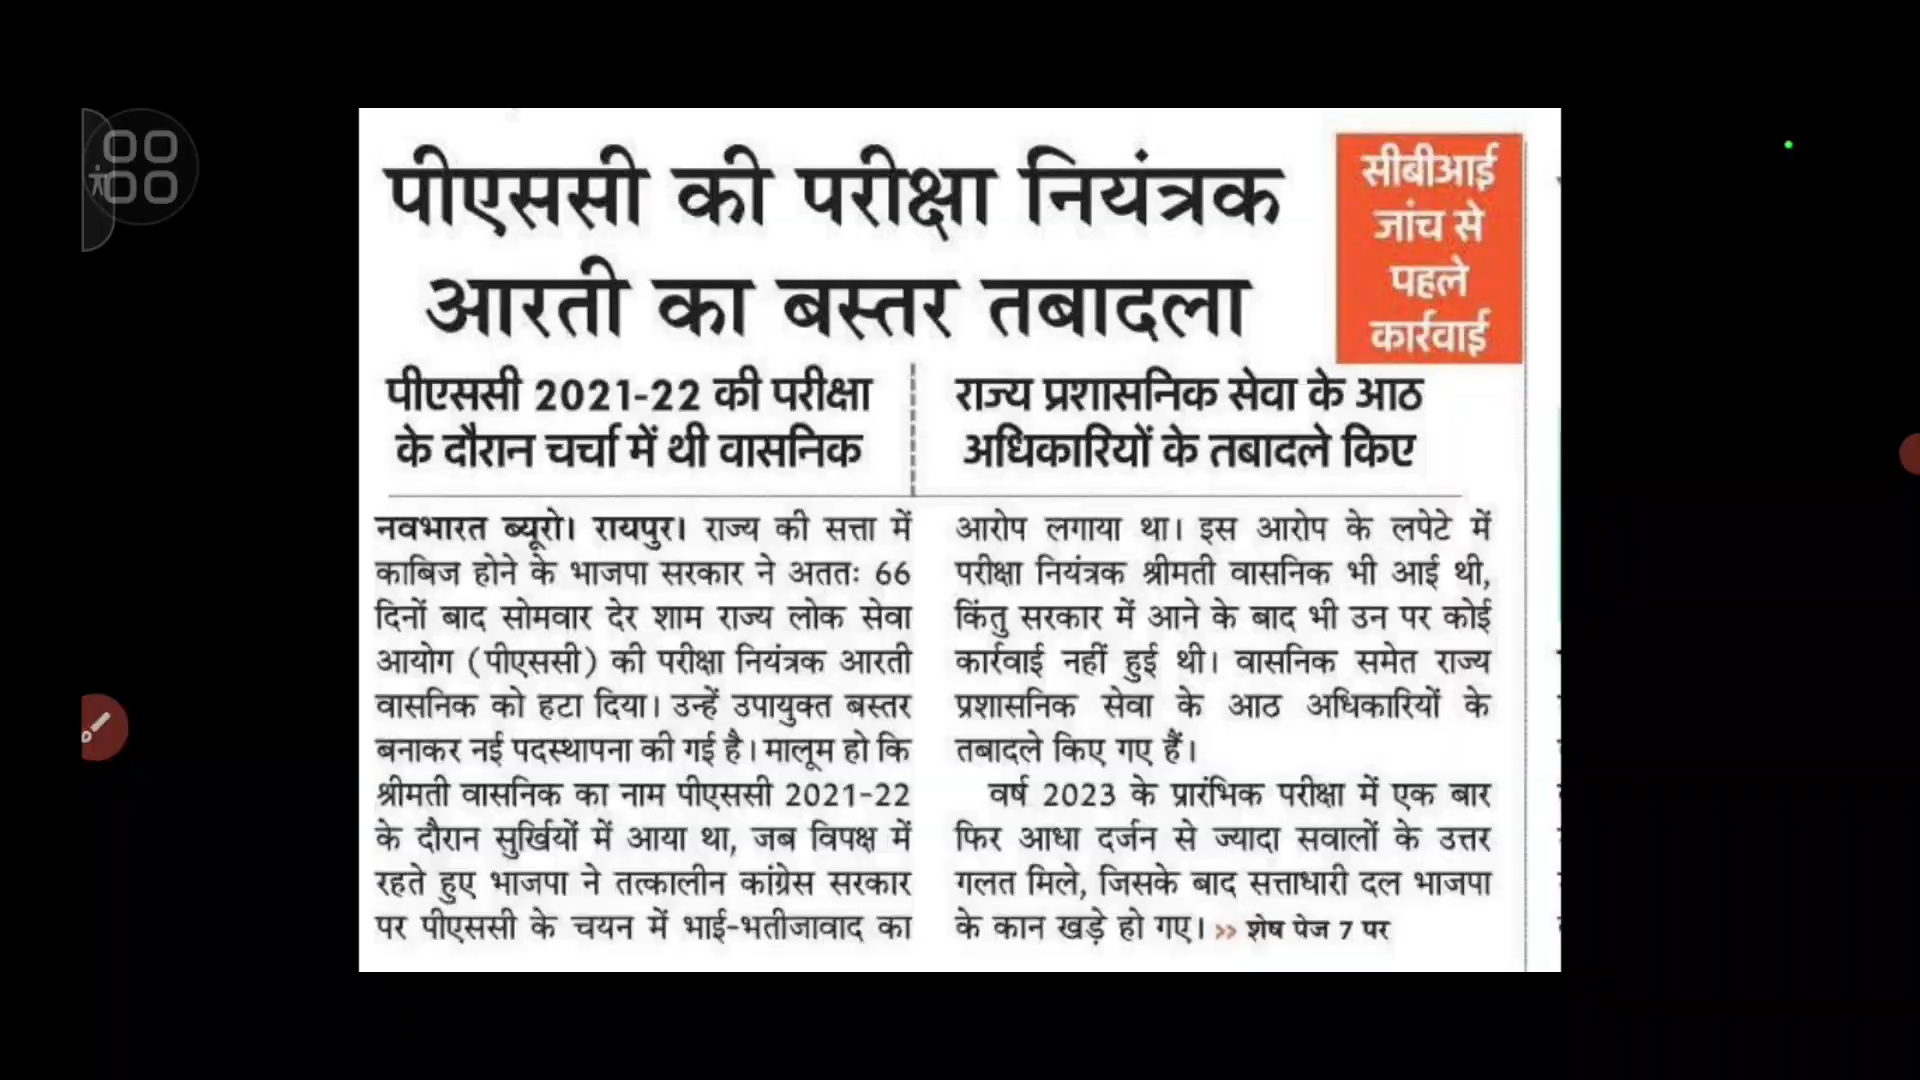 पीएससी की परीक्षा नियंत्रक
आरती का बस्तर तबादला
सीबीआई
जांच से
पहले
कार्रवाई
पीएससी 2021-22 की परीक्षा
के दौरान चर्चा में थी वासनिक
राज्य प्रशासनिक सेवा के आठ
अधिकारियों के तबादले किए
नवभारत ब्यूरो। रायपुर। राज्य की सत्ता में
काबिज होने के भाजपा सरकार ने अततः 66
दिनों बाद सोमवार देर शाम राज्य लोक सेवा
आयोग (पीएससी) की परीक्षा नियंत्रक आरती
वासनिक को हटा दिया। उन्हें उपायुक्त बस्तर
बनाकर नई पदस्थापना की गई है। मालूम हो कि
श्रीमती वासनिक का नाम पीएससी 2021-22
के दौरान सुर्खियों में आया था, जब विपक्ष में
रहते हुए भाजपा ने तत्कालीन कांग्रेस सरकार
पर पीएससी के चयन में भाई-भतीजावाद का
आरोप लगाया था। इस आरोप के लपेटे में
परीक्षा नियंत्रक श्रीमती वासनिक भी आई थी,
किंतु सरकार में आने के बाद भी उन पर कोई
कार्रवाई नहीं हुई थी। वासनिक समेत राज्य
प्रशासनिक सेवा के आठ अधिकारियों के
तबादले किए गए हैं।
वर्ष 2023 के प्रारंभिक परीक्षा में एक बार
फिर आधा दर्जन से ज्यादा सवालों के उत्तर
गलत मिले, जिसके बाद सत्ताधारी दल भाजपा
के कान खड़े हो गए। >> शेष पेज 7 पर